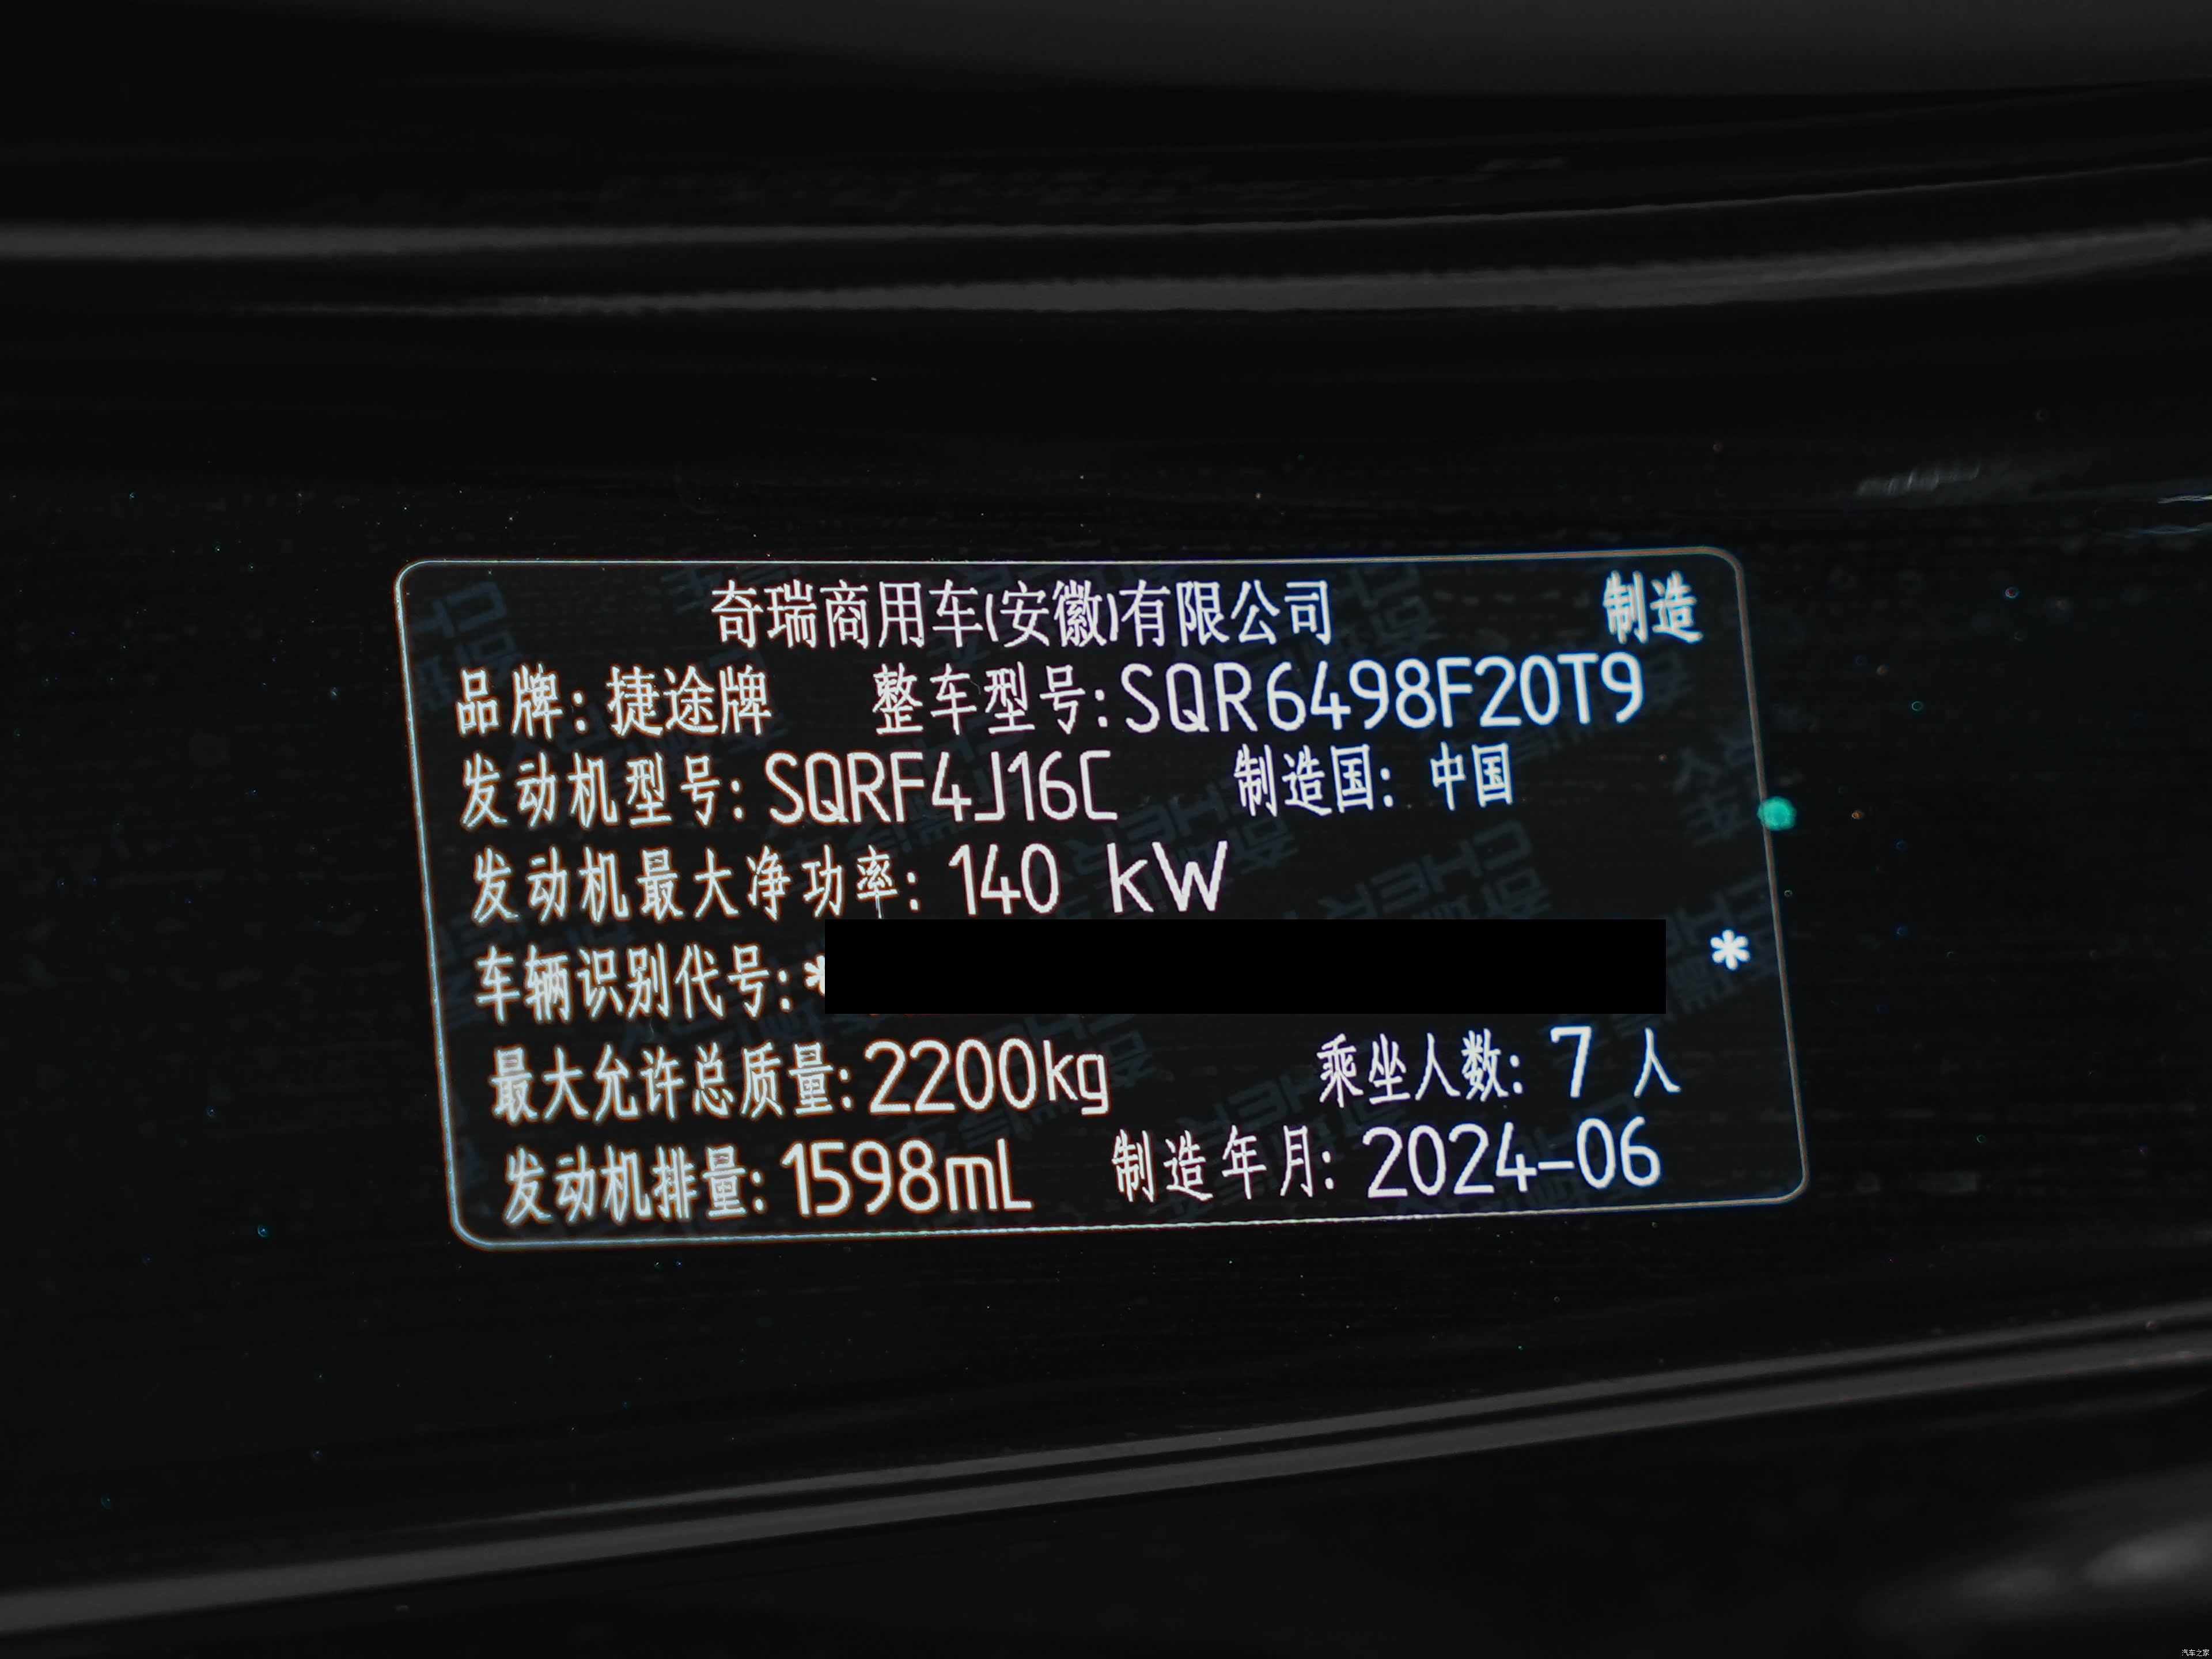 奇瑞商用车(安徽)有限公司 制造
品牌: 捷途牌 整车型号: SQR6498F20T9
发动机型号: SQRF4J16C 制造国: 中国
发动机最大净功率: 140 kW
车辆识别代号: * *
最大允许总质量: 2200kg 乘坐人数: 7 人
发动机排量: 1598mL 制造年月: 2024-06
汽车之家